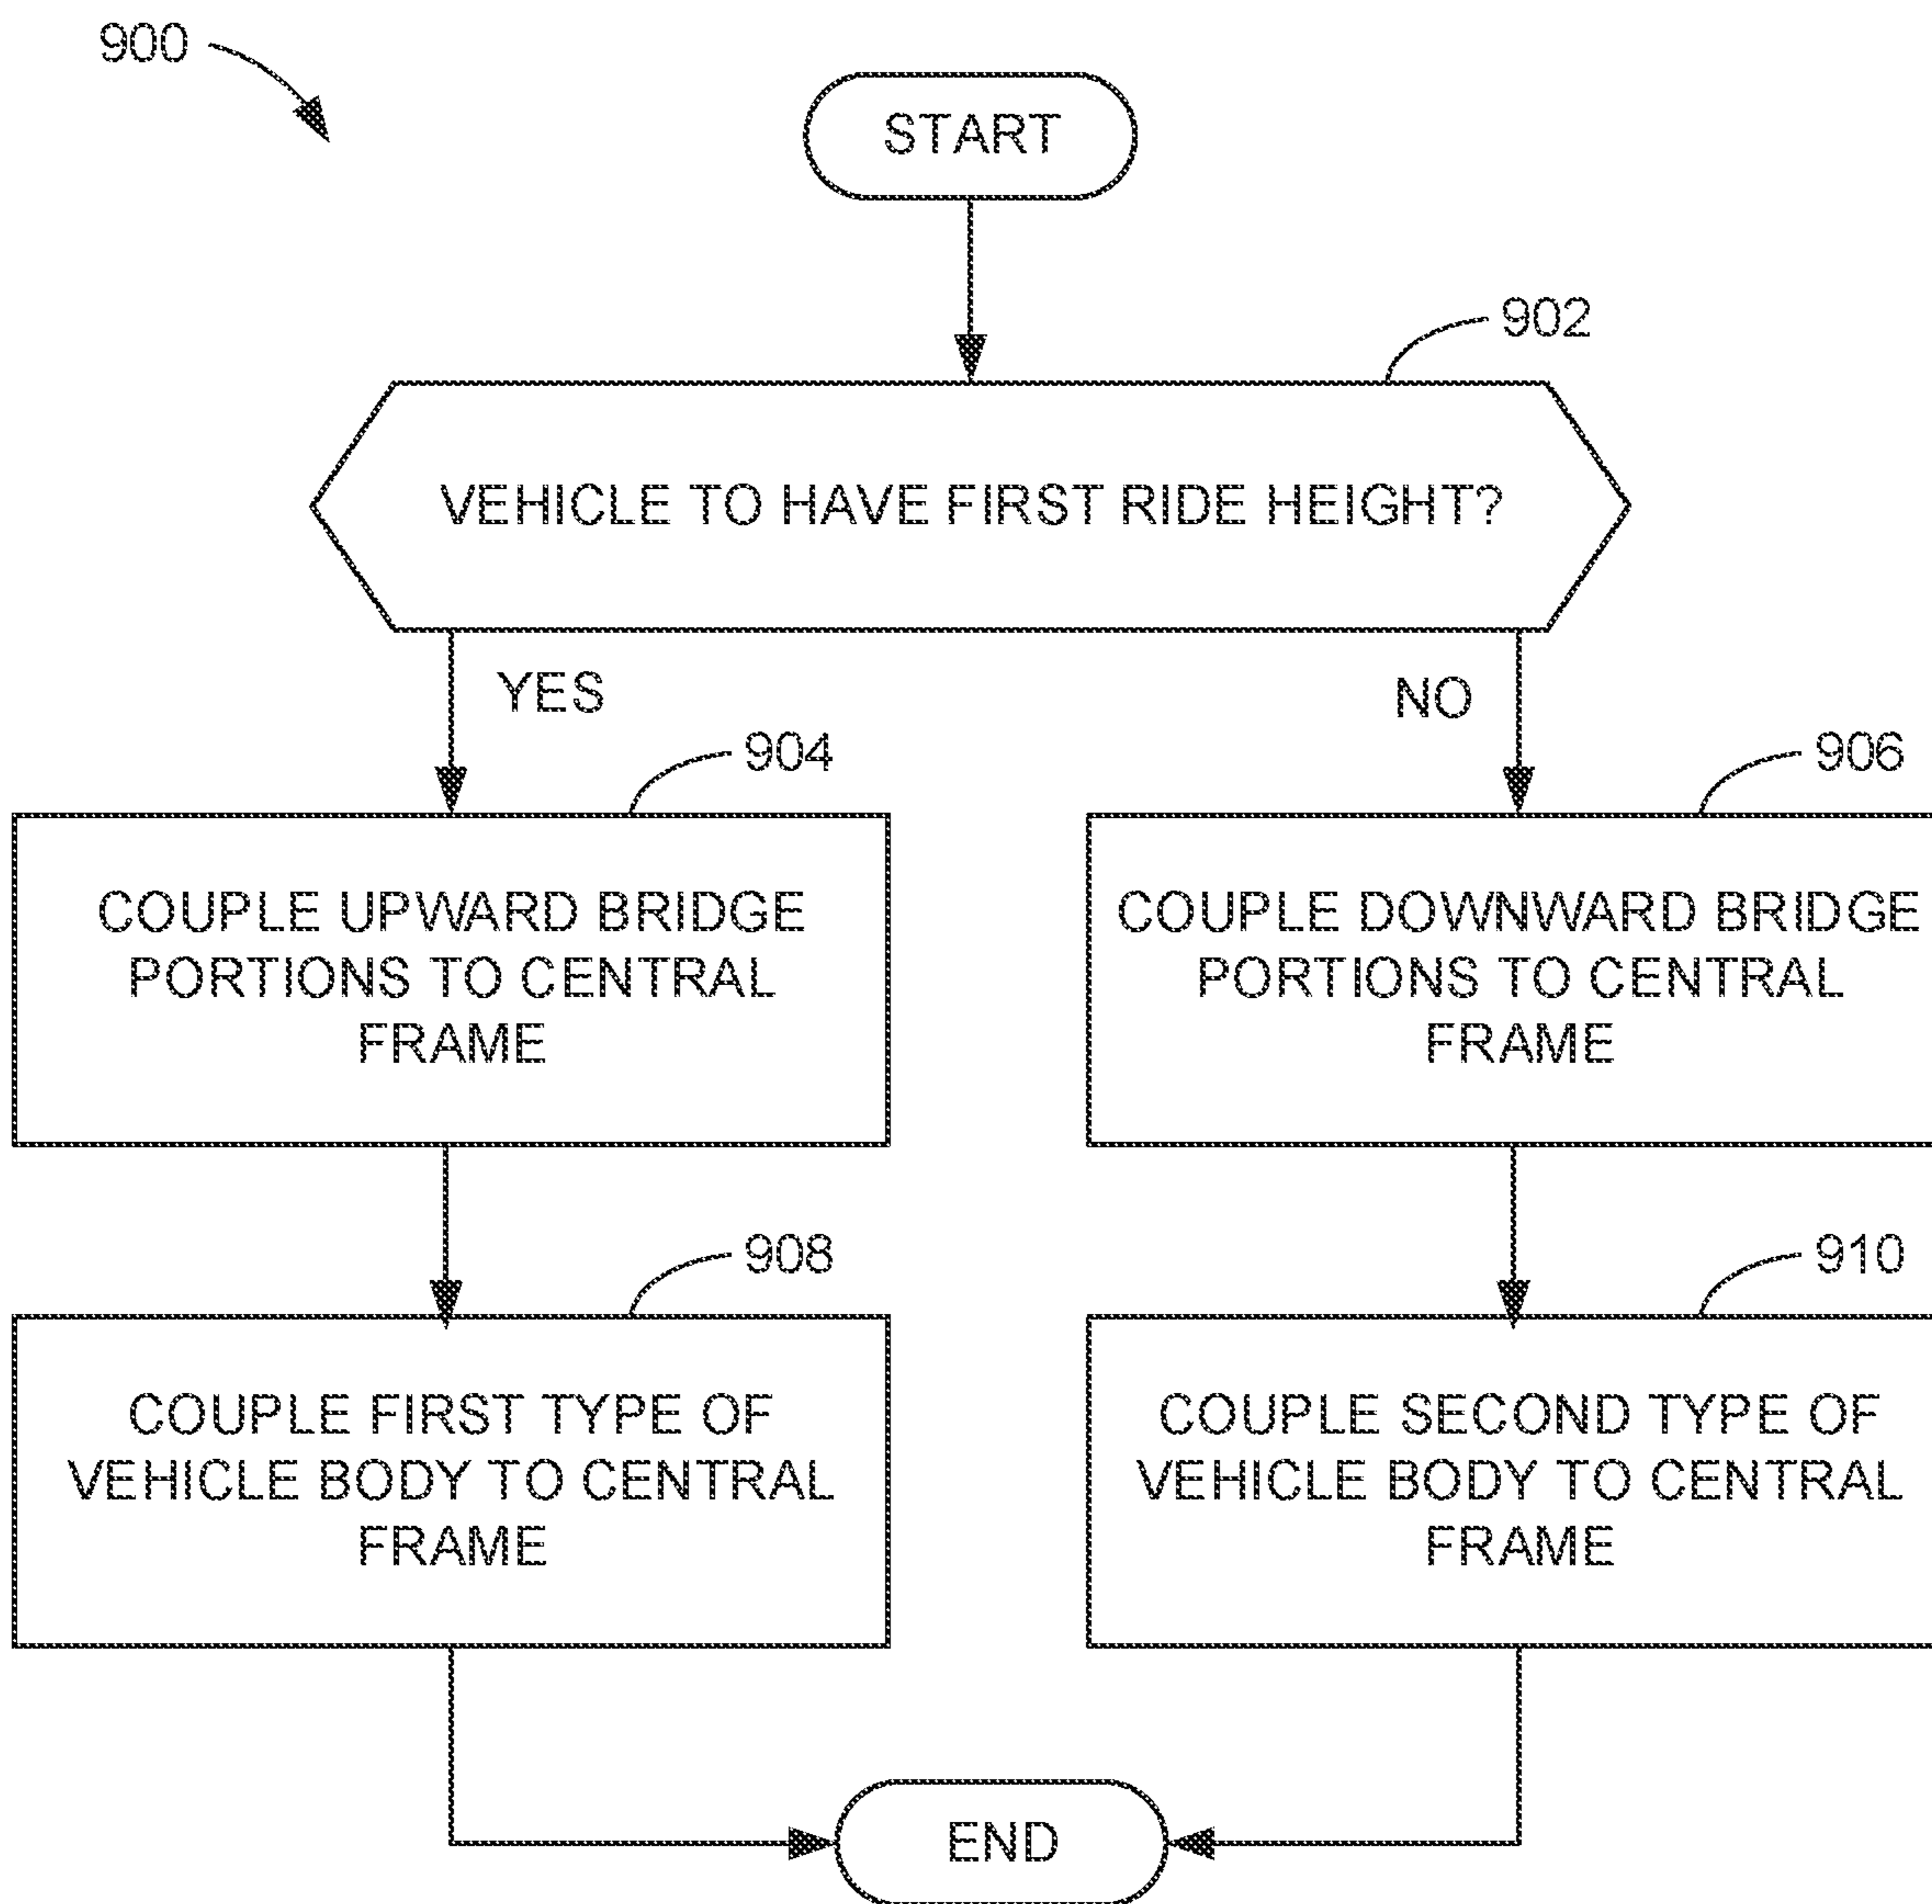 900
START
902
VEHICLE TO HAVE FIRST RIDE HEIGHT?
YES
NO
904
906
COUPLE UPWARD BRIDGE
PORTIONS TO CENTRAL
FRAME
COUPLE DOWNWARD BRIDGE
PORTIONS TO CENTRAL
FRAME
908
910
COUPLE FIRST TYPE OF
VEHICLE BODY TO CENTRAL
FRAME
COUPLE SECOND TYPE OF
VEHICLE BODY TO CENTRAL
FRAME
END